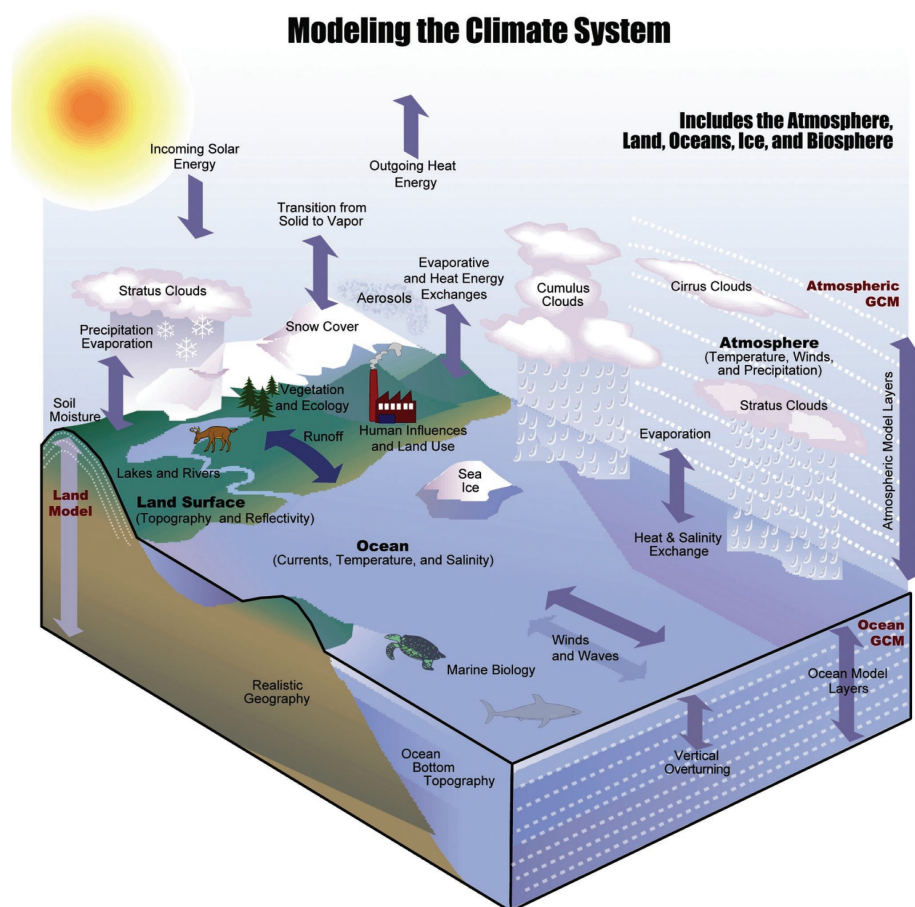 Modeling the Climate System
Includes the Atmosphere,
Land, Oceans, Ice, and Biosphere
Incoming Solar
Energy
Outgoing Heat
Energy
Transition from
Solid to Vapor
Evaporative
and Heat Energy
Exchanges
Stratus Clouds
Aerosols
Cumulus
Clouds
Cirrus Clouds
Atmospheric
GCM
Precipitation
Evaporation
Snow Cover
Atmosphere
(Temperature, Winds,
and Precipitation)
Vegetation
and Ecology
Soil
Moisture
Human Influences
and Land Use
Stratus Clouds
Runoff
Evaporation
Atmospheric Model Layers
Lakes and Rivers
Sea
Ice
Land
Model
Land Surface
(Topography and Reflectivity)
Heat & Salinity
Exchange
Ocean
(Currents, Temperature, and Salinity)
Ocean
GCM
Winds
and Waves
Marine Biology
Ocean Model
Layers
Realistic
Geography
Ocean
Bottom
Topography
Vertical
Overturning